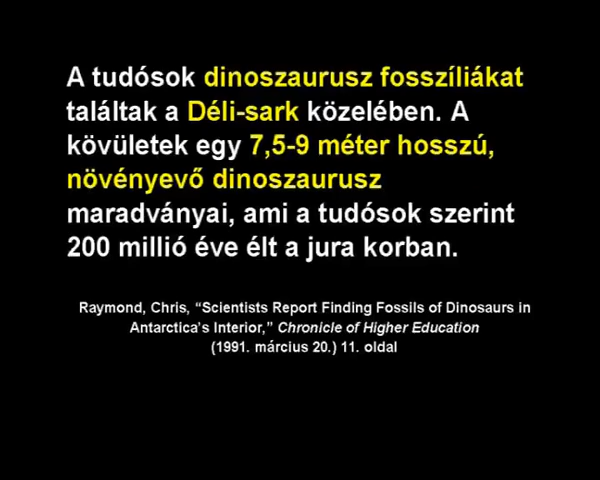 A tudósok dinoszaurusz fosszíliákat
találtak a Déli-sark közelében. A
kövületek egy 7,5-9 méter hosszú,
növényevő dinoszaurusz
maradványai, ami a tudósok szerint
200 millió éve élt a jura korban.
Raymond, Chris, “Scientists Report Finding Fossils of Dinosaurs in
Antarctica’s Interior,” Chronicle of Higher Education
(1991. március 20.) 11. oldal